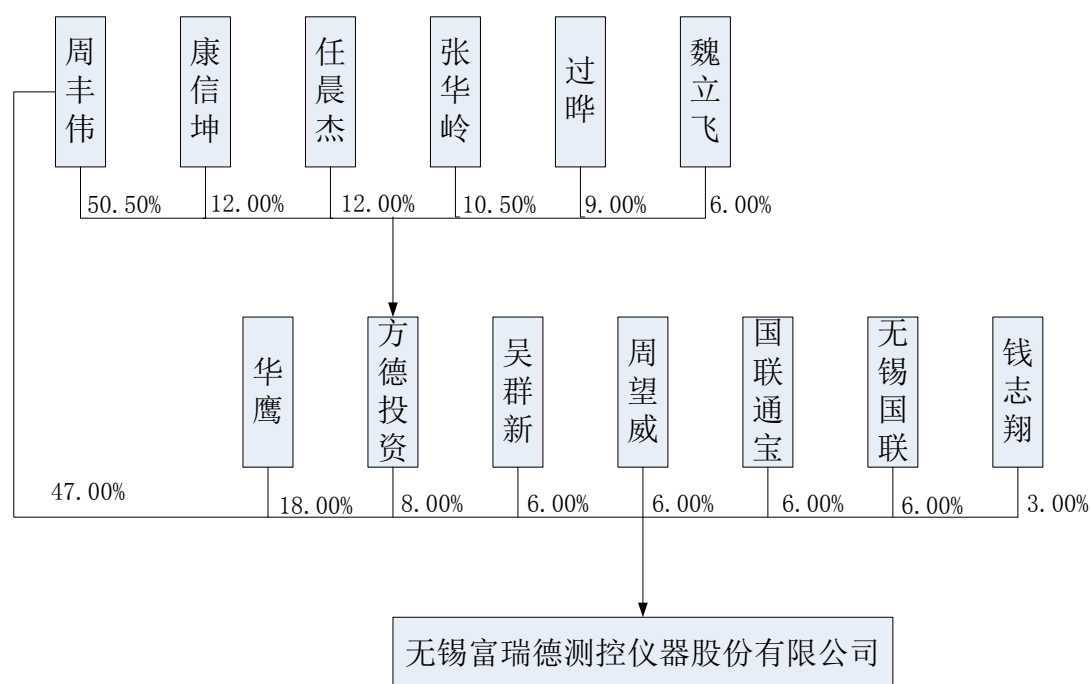 周丰伟
康信坤
任晨杰
张华岭
过晔
魏立飞
50.50%
12.00%
12.00%
10.50%
9.00%
6.00%
华鹰
方德投资
吴群新
周望威
国联通宝
无锡国联
钱志翔
47.00%
18.00%
8.00%
6.00%
6.00%
6.00%
6.00%
3.00%
无锡富瑞德测控仪器股份有限公司